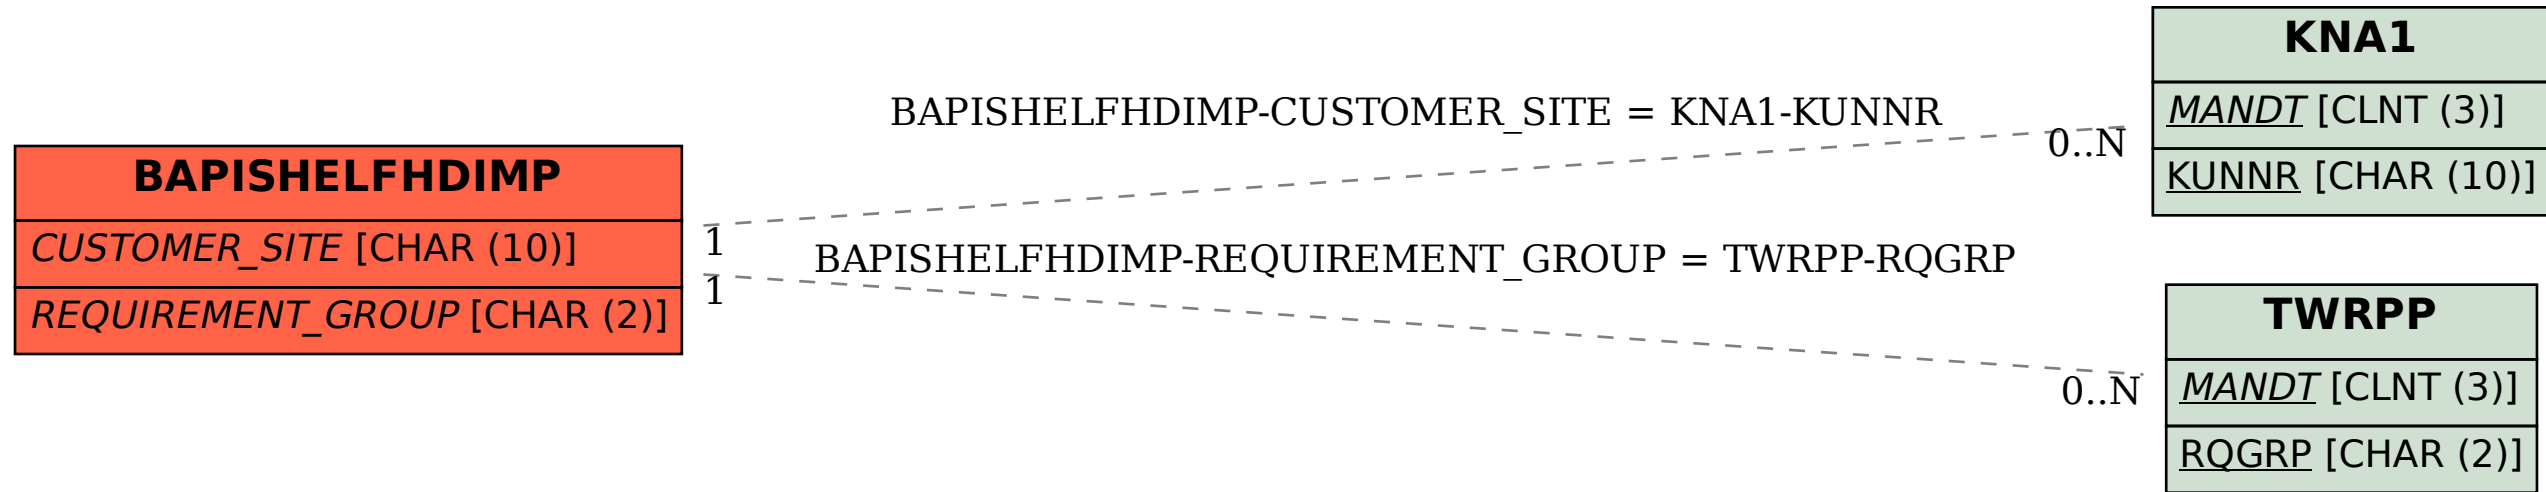 BAPISHELFHDIMP
CUSTOMER_SITE [CHAR (10)]
REQUIREMENT_GROUP [CHAR (2)]
BAPISHELFHDIMP-CUSTOMER_SITE = KNA1-KUNNR
1
0..N
BAPISHELFHDIMP-REQUIREMENT_GROUP = TWRPP-RQGRP
1
0..N
KNA1
MANDT [CLNT (3)]
KUNNR [CHAR (10)]
TWRPP
MANDT [CLNT (3)]
RQGRP [CHAR (2)]